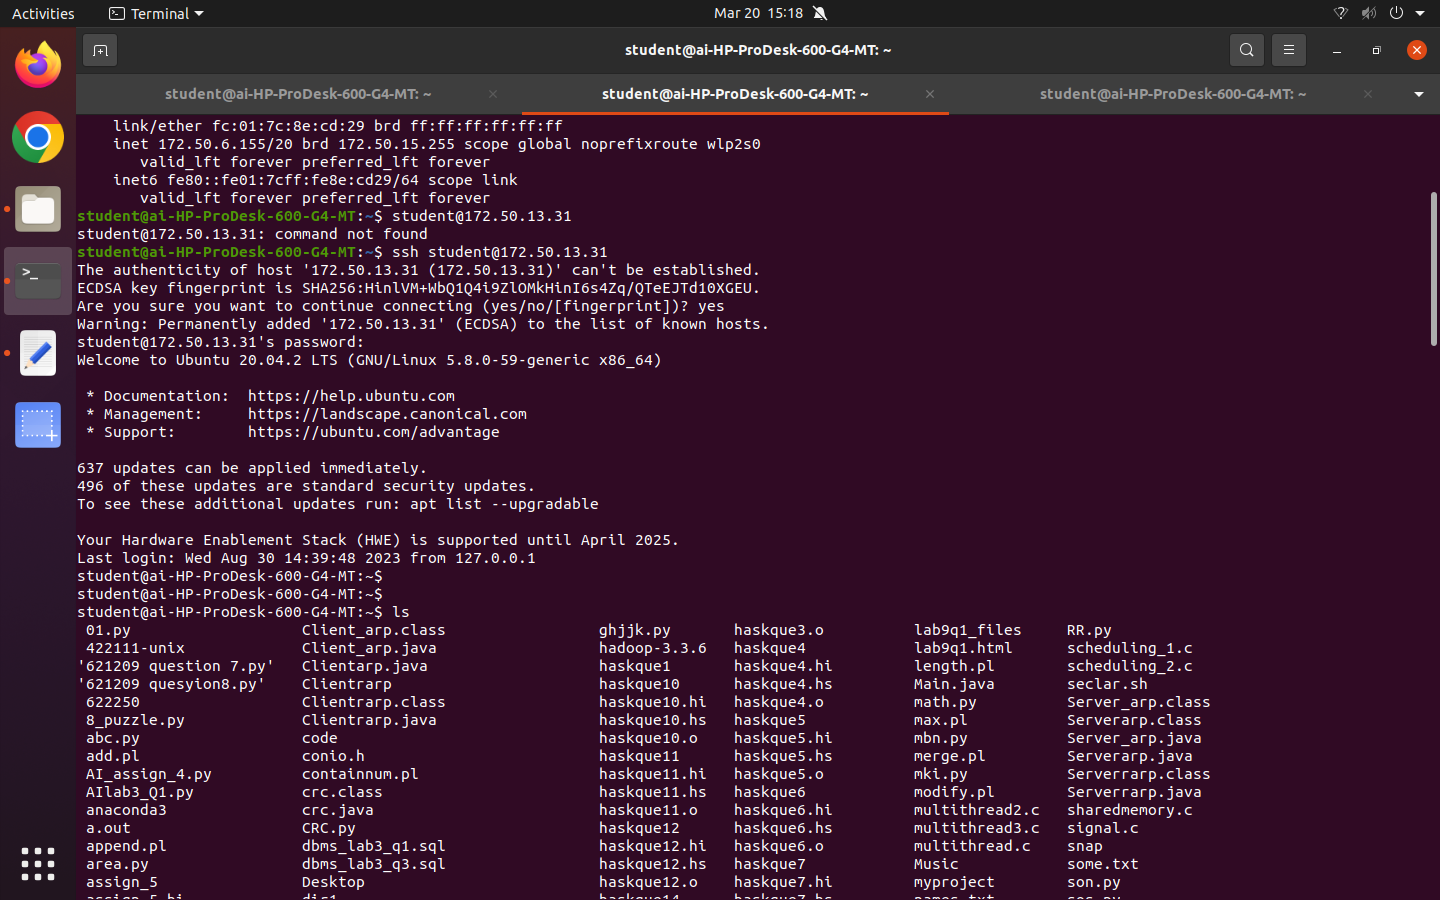 Activities Terminal Mar 20 15:18
student@ai-HP-ProDesk-600-G4-MT: ~
student@ai-HP-ProDesk-600-G4-MT: ~ student@ai-HP-ProDesk-600-G4-MT: ~ student@ai-HP-ProDesk-600-G4-MT: ~
link/ether fc:01:7c:8e:cd:29 brd ff:ff:ff:ff:ff:ff
inet 172.50.6.155/20 brd 172.50.15.255 scope global noprefixroute wlp2s0
valid_lft forever preferred_lft forever
inet6 fe80::fe01:7cff:fe8e:cd29/64 scope link
valid_lft forever preferred_lft forever
student@ai-HP-ProDesk-600-G4-MT:~$ student@172.50.13.31
student@172.50.13.31: command not found
student@ai-HP-ProDesk-600-G4-MT:~$ ssh student@172.50.13.31
The authenticity of host '172.50.13.31 (172.50.13.31)' can't be established.
ECDSA key fingerprint is SHA256:HinlVM+WbQ1Q4i9ZlOMkHinI6s4Zq/QTeEJTd10XGEU.
Are you sure you want to continue connecting (yes/no/[fingerprint])? yes
Warning: Permanently added '172.50.13.31' (ECDSA) to the list of known hosts.
student@172.50.13.31's password:
Welcome to Ubuntu 20.04.2 LTS (GNU/Linux 5.8.0-59-generic x86_64)
* Documentation: https://help.ubuntu.com
* Management: https://landscape.canonical.com
* Support: https://ubuntu.com/advantage
637 updates can be applied immediately.
496 of these updates are standard security updates.
To see these additional updates run: apt list --upgradable
Your Hardware Enablement Stack (HWE) is supported until April 2025.
Last login: Wed Aug 30 14:39:48 2023 from 127.0.0.1
student@ai-HP-ProDesk-600-G4-MT:~$
student@ai-HP-ProDesk-600-G4-MT:~$
student@ai-HP-ProDesk-600-G4-MT:~$ ls
01.py Client_arp.class ghjjk.py haskque3.o lab9q1_files RR.py
422111-unix Client_arp.java hadoop-3.3.6 haskque4 lab9q1.html scheduling_1.c
'621209 question 7.py' Clientarp.java haskque1 haskque4.hi length.pl scheduling_2.c
'621209 quesyion8.py' Clientrarp haskque10 haskque4.hs Main.java seclar.sh
622250 Clientrarp.class haskque10.hi haskque4.o math.py Server_arp.class
8_puzzle.py Clientrarp.java haskque10.hs haskque5 max.pl Serverarp.class
abc.py code haskque10.o haskque5.hi mbn.py Server_arp.java
add.pl conio.h haskque11 haskque5.hs merge.pl Serverarp.java
AI_assign_4.py containnum.pl haskque11.hi haskque5.o mki.py Serverrarp.class
AIlab3_Q1.py crc.class haskque11.hs haskque6 modify.pl Serverrarp.java
anaconda3 crc.java haskque11.o haskque6.hi multithread2.c sharedmemory.c
a.out CRC.py haskque12 haskque6.hs multithread3.c signal.c
append.pl dbms_lab3_q1.sql haskque12.hi haskque6.o multithread.c snap
area.py dbms_lab3_q3.sql haskque12.hs haskque7 Music some.txt
assign_5 Desktop haskque12.o haskque7.hi myproject son.py